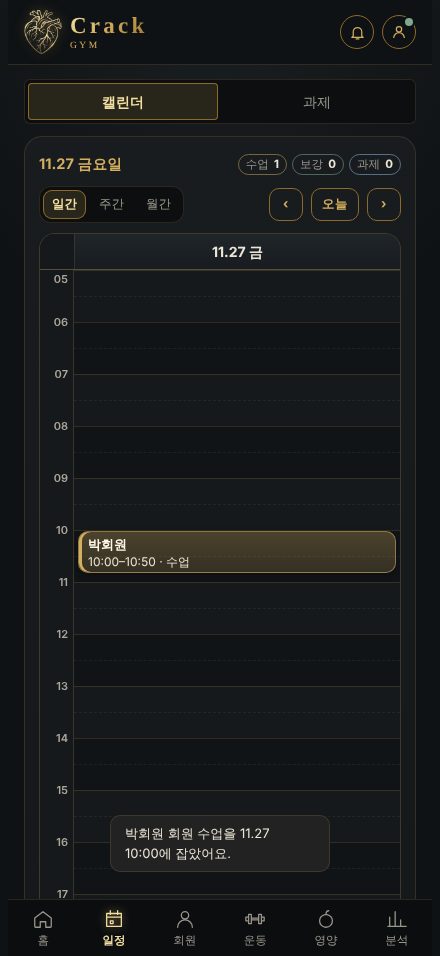 Crack
GYM
캘린더
과제
11.27 금요일
수업 1
보강 0
과제 0
일간
주간
월간
‹
오늘
›
11.27 금
05
06
07
08
09
10
박회원
10:00–10:50 · 수업
11
12
13
14
15
박회원 회원 수업을 11.27
10:00에 잡았어요.
16
17
홈
일정
회원
운동
영양
분석